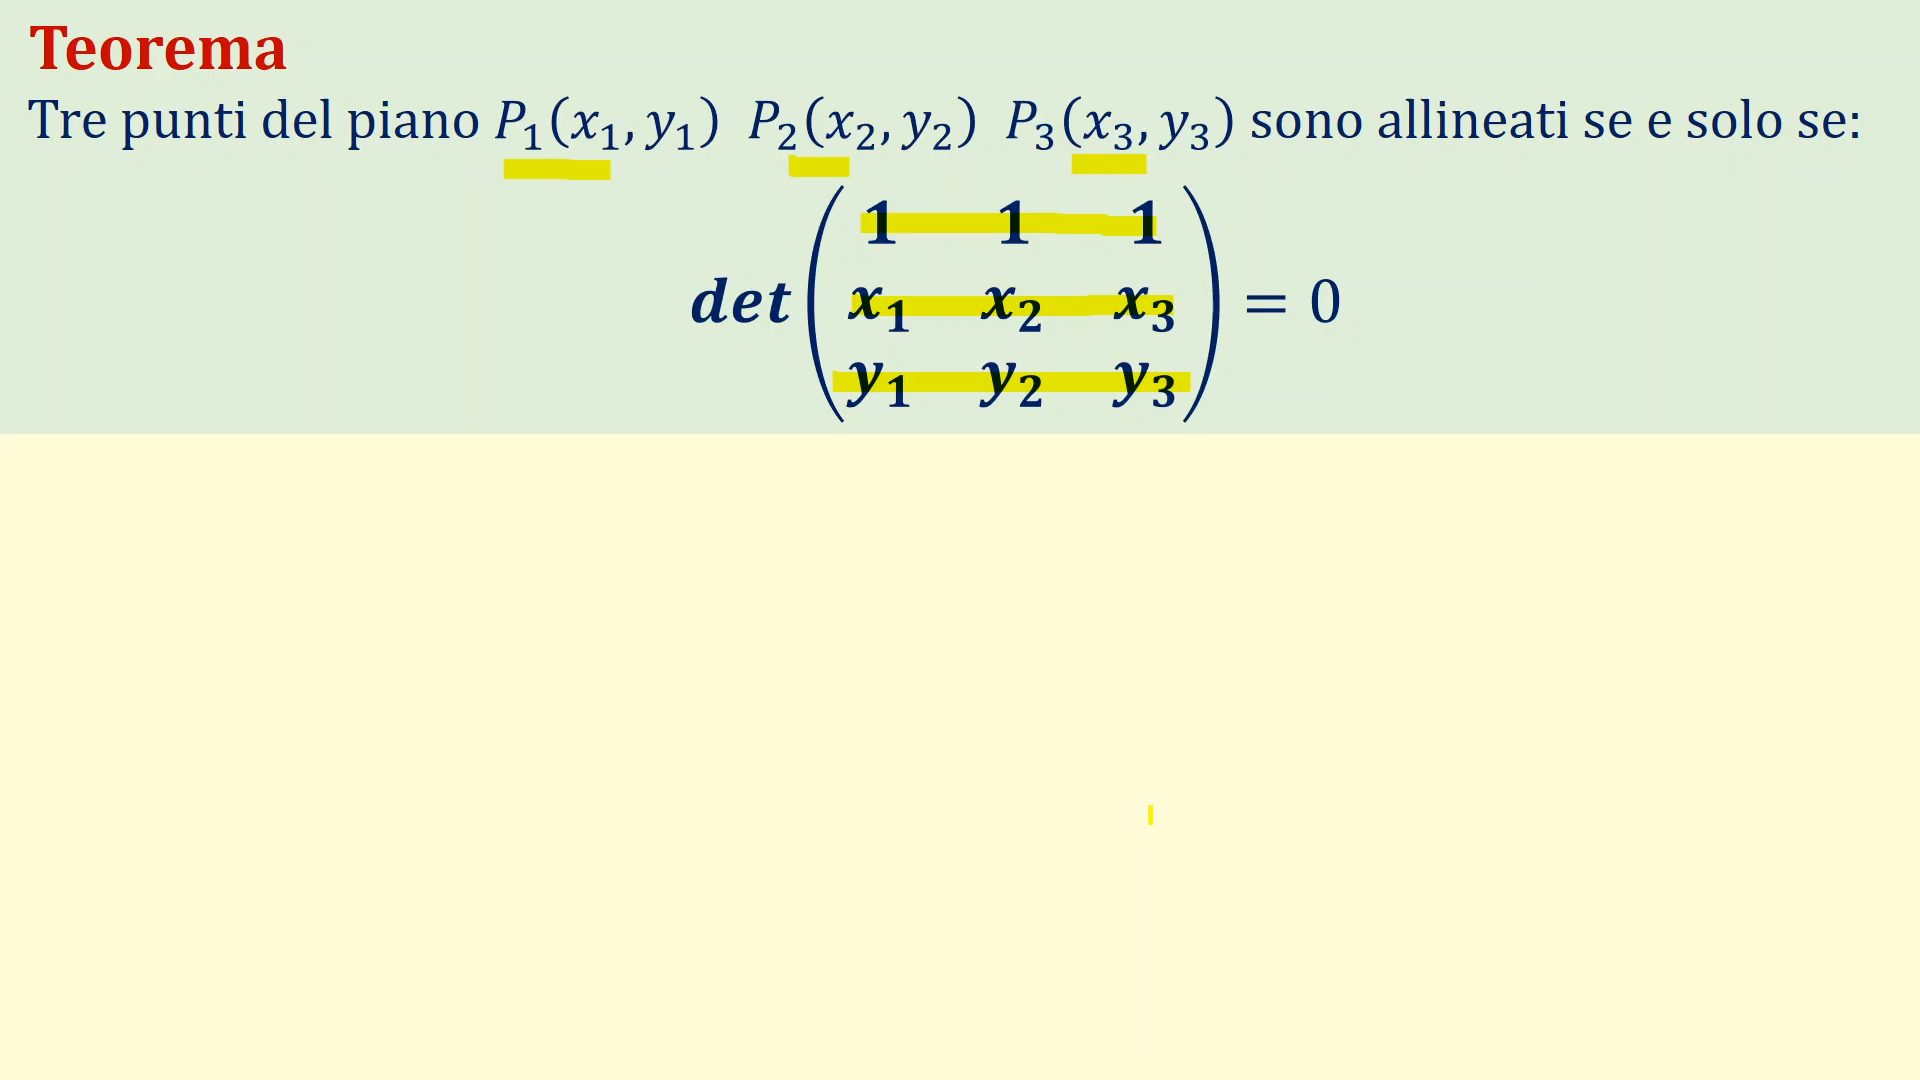 Teorema
Tre punti del piano P₁(x₁, y₁) P₂(x₂, y₂) P₃(x₃, y₃) sono allineati se e solo se:
1 1 1
det ( x₁ x₂ x₃ ) = 0
y₁ y₂ y₃